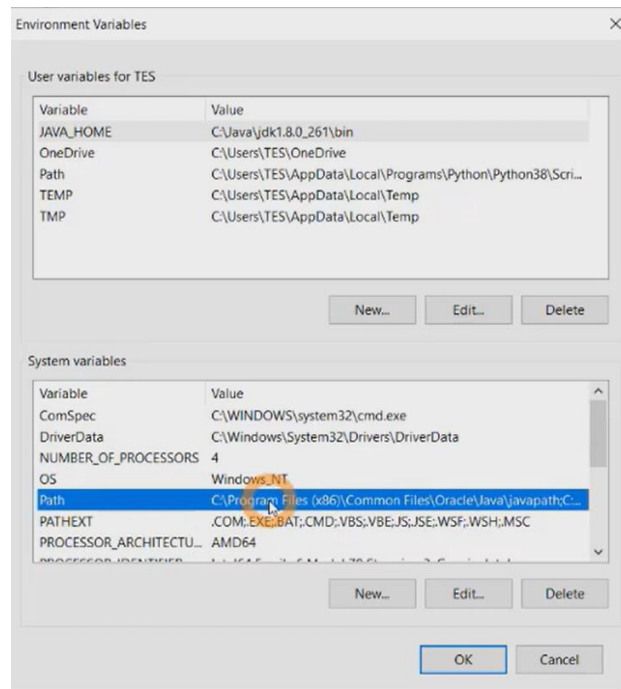 Environment Variables
User variables for TES
Variable Value
JAVA_HOME C:\Java\jdk1.8.0_261\bin
OneDrive C:\Users\TES\OneDrive
Path C:\Users\TES\AppData\Local\Programs\Python\Python38\Scri...
TEMP C:\Users\TES\AppData\Local\Temp
TMP C:\Users\TES\AppData\Local\Temp
New... Edit... Delete
System variables
Variable Value
ComSpec C:\WINDOWS\system32\cmd.exe
DriverData C:\Windows\System32\Drivers\DriverData
NUMBER_OF_PROCESSORS 4
OS Windows_NT
Path C:\Program Files (x86)\Common Files\Oracle\Java\javapath;C:...
PATHEXT .COM;.EXE;.BAT;.CMD;.VBS;.VBE;.JS;.JSE;.WSF;.WSH;.MSC
PROCESSOR_ARCHITECTU... AMD64
New... Edit... Delete
OK Cancel